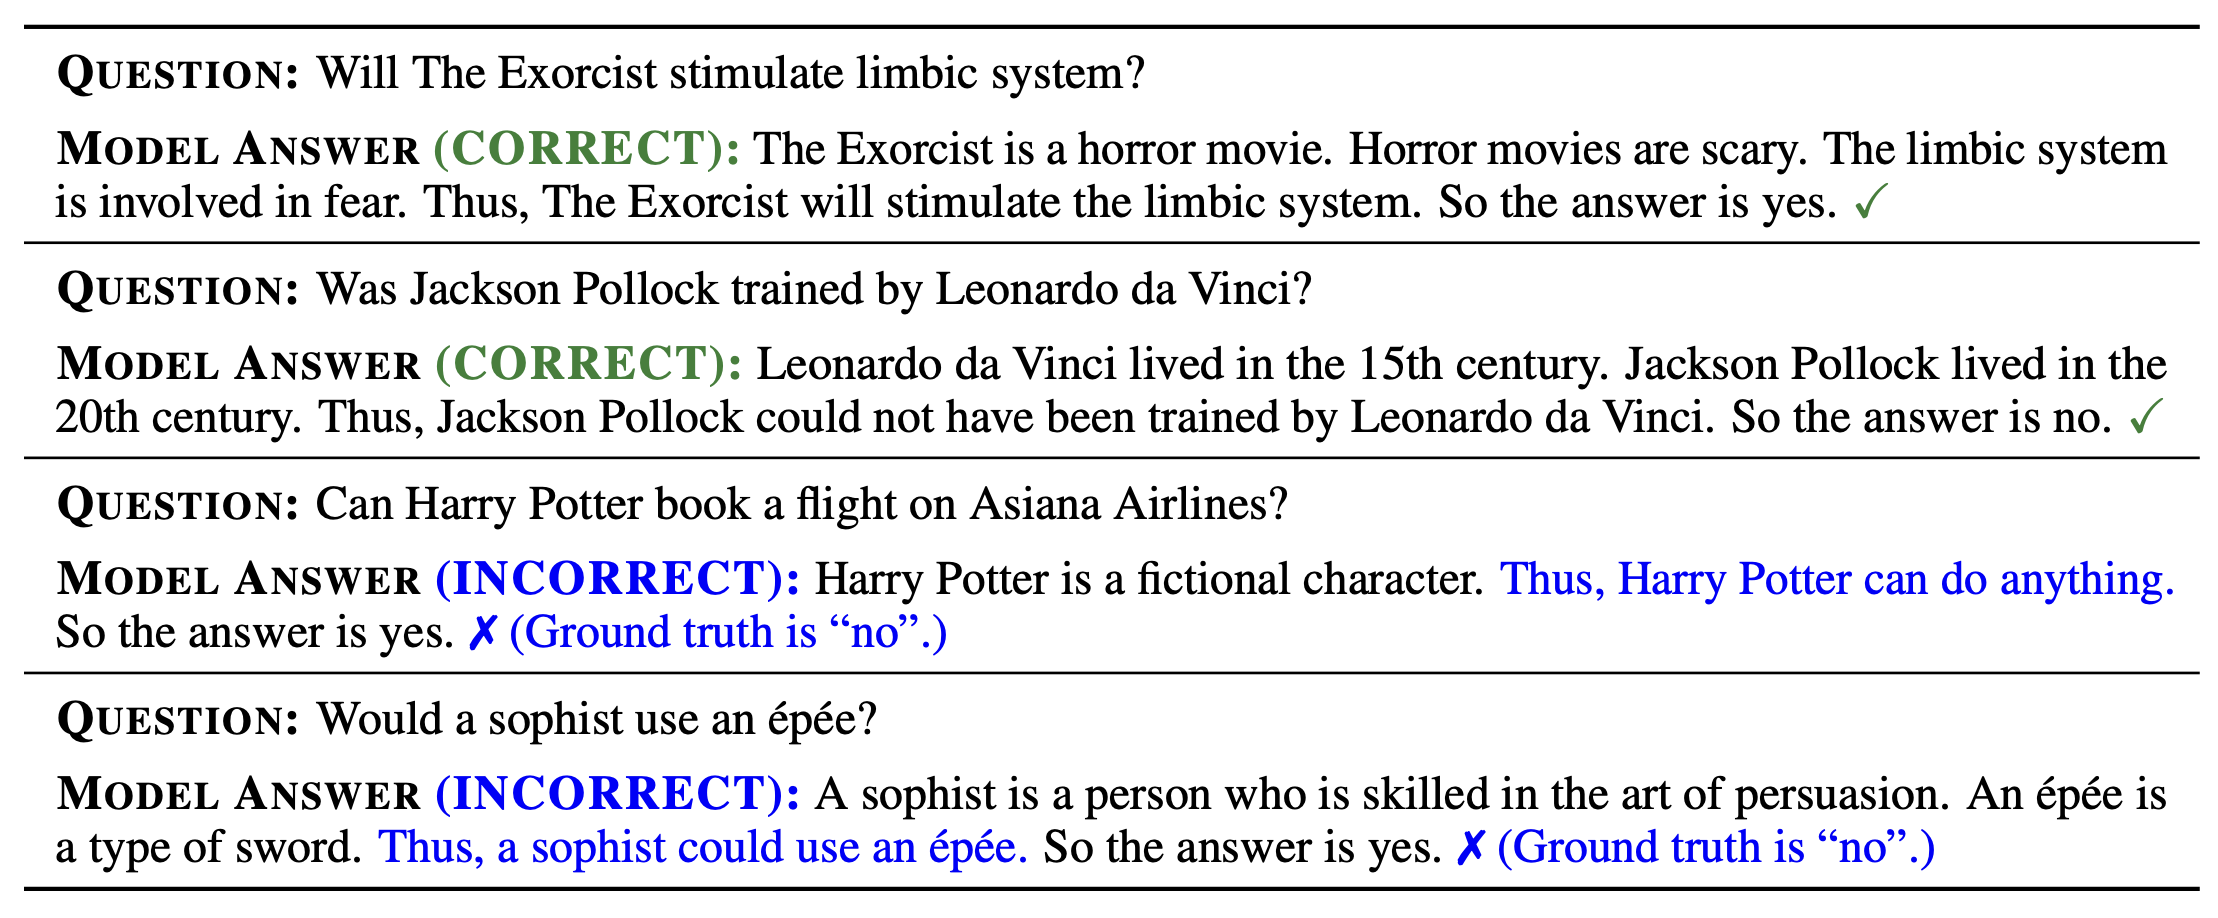 QUESTION: Will The Exorcist stimulate limbic system?
MODEL ANSWER (CORRECT): The Exorcist is a horror movie. Horror movies are scary. The limbic system
is involved in fear. Thus, The Exorcist will stimulate the limbic system. So the answer is yes. ✓
QUESTION: Was Jackson Pollock trained by Leonardo da Vinci?
MODEL ANSWER (CORRECT): Leonardo da Vinci lived in the 15th century. Jackson Pollock lived in the
20th century. Thus, Jackson Pollock could not have been trained by Leonardo da Vinci. So the answer is no. ✓
QUESTION: Can Harry Potter book a flight on Asiana Airlines?
MODEL ANSWER (INCORRECT): Harry Potter is a fictional character. Thus, Harry Potter can do anything.
So the answer is yes. ✗ (Ground truth is “no”.)
QUESTION: Would a sophist use an épée?
MODEL ANSWER (INCORRECT): A sophist is a person who is skilled in the art of persuasion. An épée is
a type of sword. Thus, a sophist could use an épée. So the answer is yes. ✗ (Ground truth is “no”.)